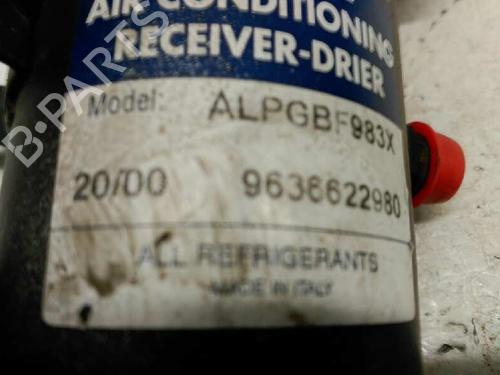 AIR CONDITIONING
RECEIVER-DRIER
Model: ALPGBF983X
20/00 9636622980
ALL REFRIGERANTS
MADE IN ITALY
B-PARTS